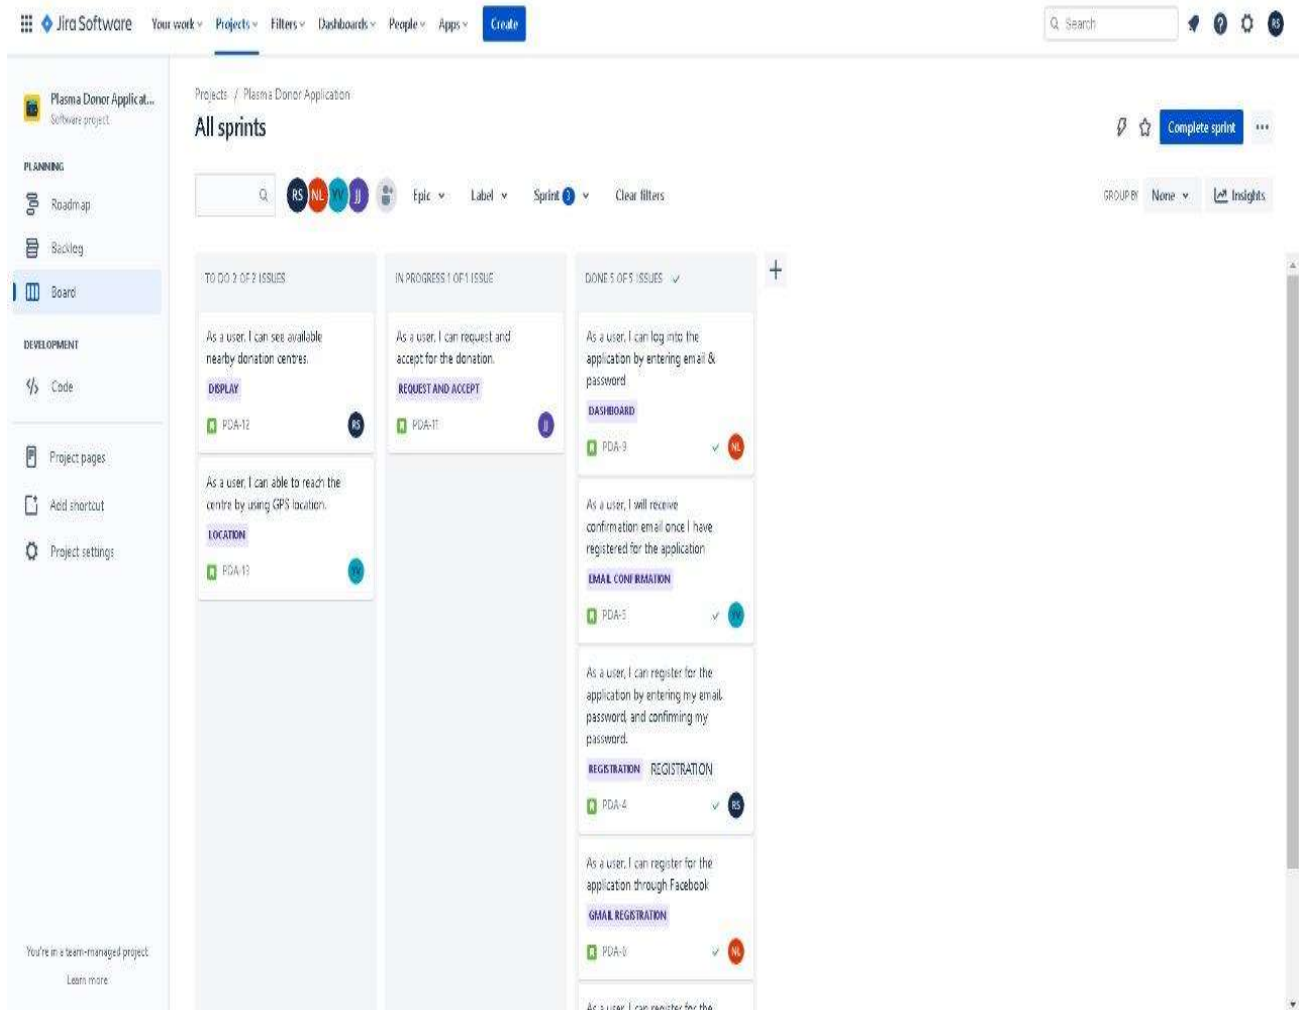 Jira Software
Your work
Projects
Filters
Dashboards
People
Apps
Create
Search
RS
Plasma Donor Applicat...
Software project
PLANNING
Roadmap
Backlog
Board
DEVELOPMENT
Code
Project pages
Add shortcut
Project settings
You're in a team-managed project
Learn more
Projects / Plasma Donor Application
All sprints
Complete sprint
RS NL YV JJ
Epic
Label
Sprint 3
Clear filters
GROUP BY
None
Insights
TO DO 2 OF 2 ISSUES
As a user, I can see available
nearby donation centres.
DISPLAY
PDA-12
RS
As a user, I can able to reach the
centre by using GPS location.
LOCATION
PDA-13
YV
IN PROGRESS 1 OF 1 ISSUE
As a user, I can request and
accept for the donation.
REQUEST AND ACCEPT
PDA-11
JJ
DONE 5 OF 5 ISSUES
As a user, I can log into the
application by entering email &
password
DASHBOARD
PDA-9
NL
As a user, I will receive
confirmation email once I have
registered for the application
EMAIL CONFIRMATION
PDA-5
YV
As a user, I can register for the
application by entering my email,
password, and confirming my
password.
REGISTRATION REGISTRATION
PDA-4
RS
As a user, I can register for the
application through Facebook
GMAIL REGISTRATION
NL
As a user, I can register for the